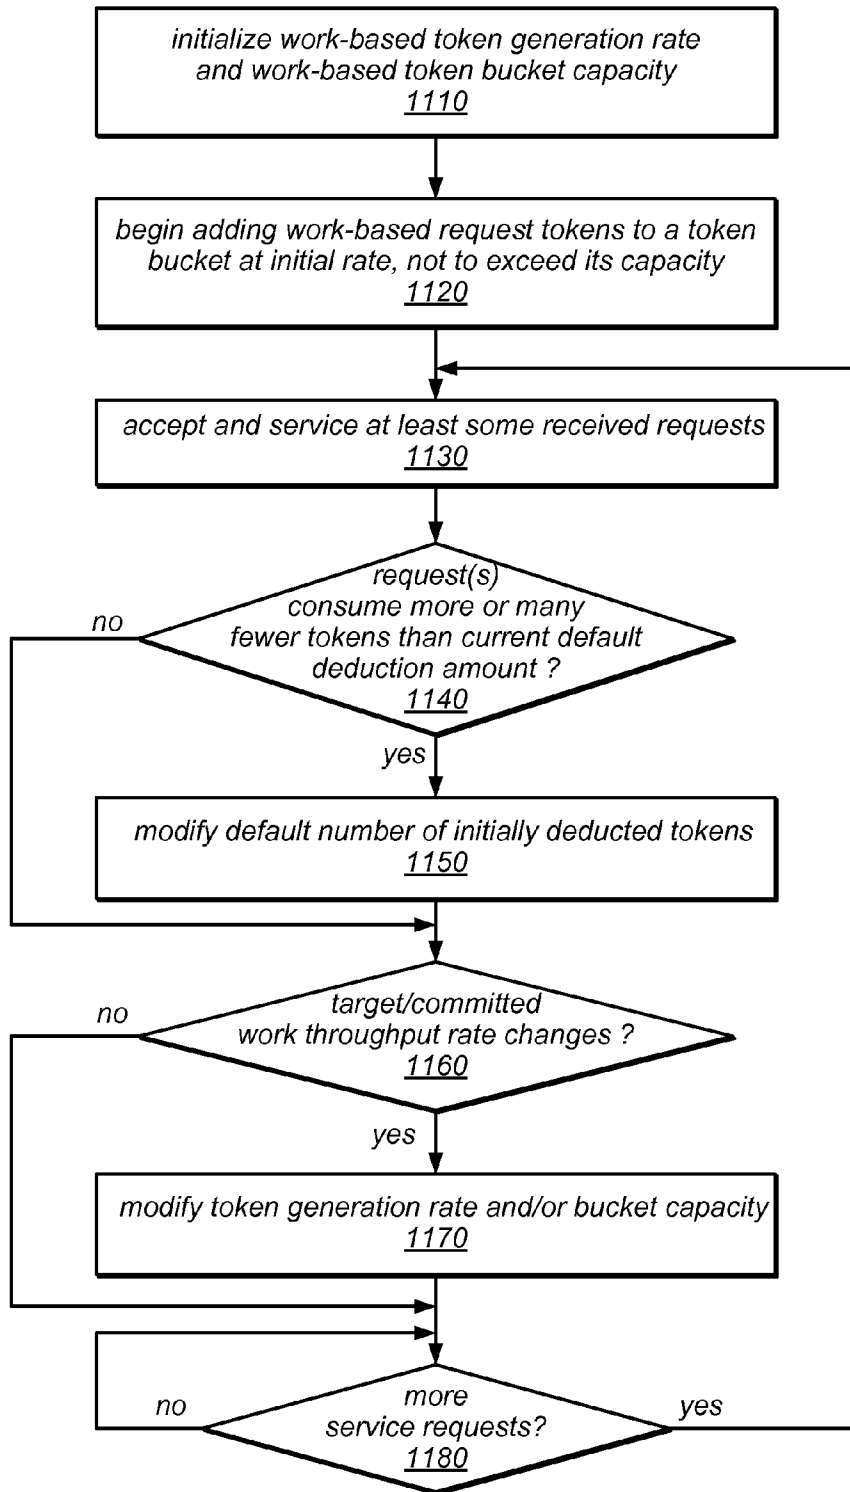 initialize work-based token generation rate
and work-based token bucket capacity
1110
begin adding work-based request tokens to a token
bucket at initial rate, not to exceed its capacity
1120
accept and service at least some received requests
1130
request(s)
consume more or many
fewer tokens than current default
deduction amount ?
1140
no
yes
modify default number of initially deducted tokens
1150
target/committed
work throughput rate changes ?
1160
no
yes
modify token generation rate and/or bucket capacity
1170
more
service requests?
1180
no
yes